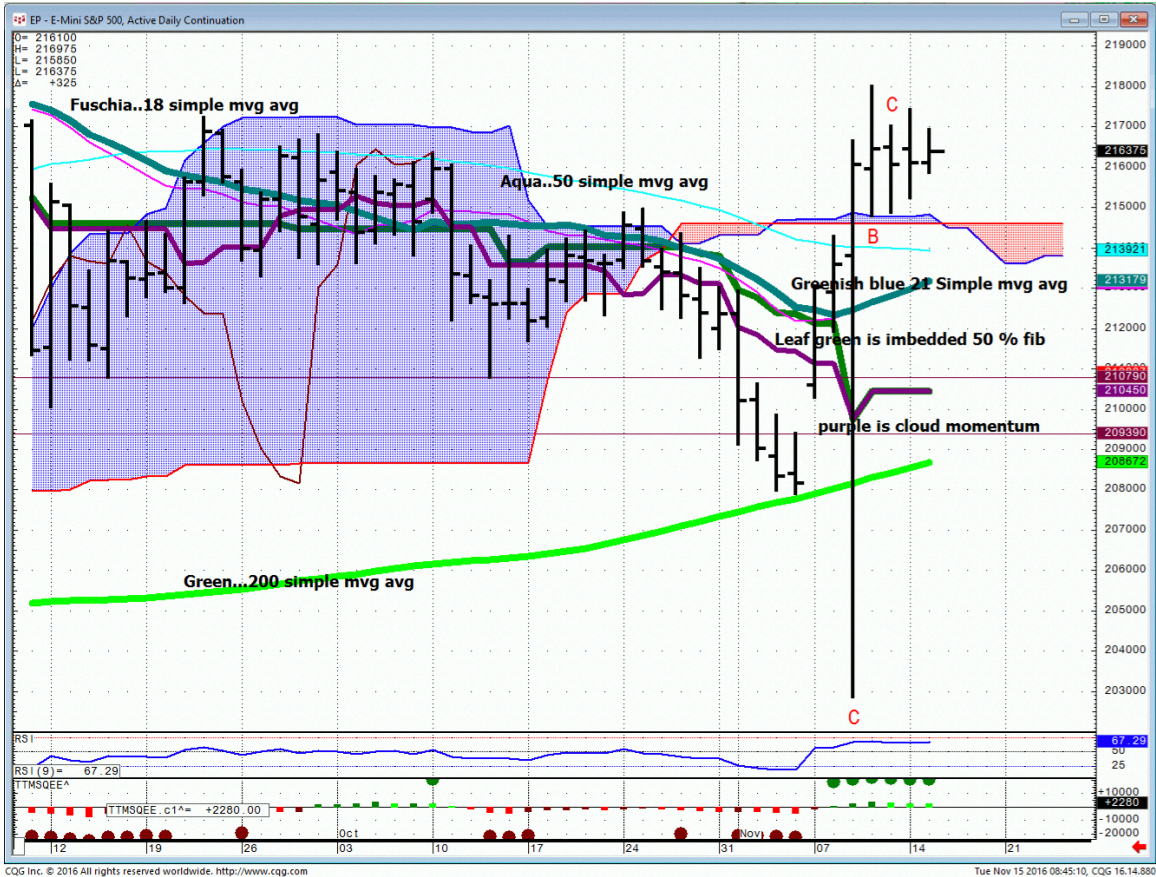 EP - E-Mini S&P 500, Active Daily Continuation
O= 216100
H= 216975
L= 215850
L= 216375
Δ= +325
Fuschia..18 simple mvg avg
Aqua..50 simple mvg avg
C
B
Greenish blue 21 Simple mvg avg
Leaf green is imbedded 50 % fib
purple is cloud momentum
Green...200 simple mvg avg
C
219000
218000
217000
216375
216000
215000
213921
213179
212000
210790
210450
210000
209390
209000
208672
208000
207000
206000
205000
204000
203000
RSI
67.29
50
25
RSI(9)= 67.29
TTMSQEE^
TTMSQEE.c1^= +2280.00
+10000
+2280
-10000
-20000
Oct
Nov
12 19 26 03 10 17 24 31 07 14 21
CQG Inc. © 2016 All rights reserved worldwide. http://www.cqg.com
Tue Nov 15 2016 08:45:10, CQG 16.14.880